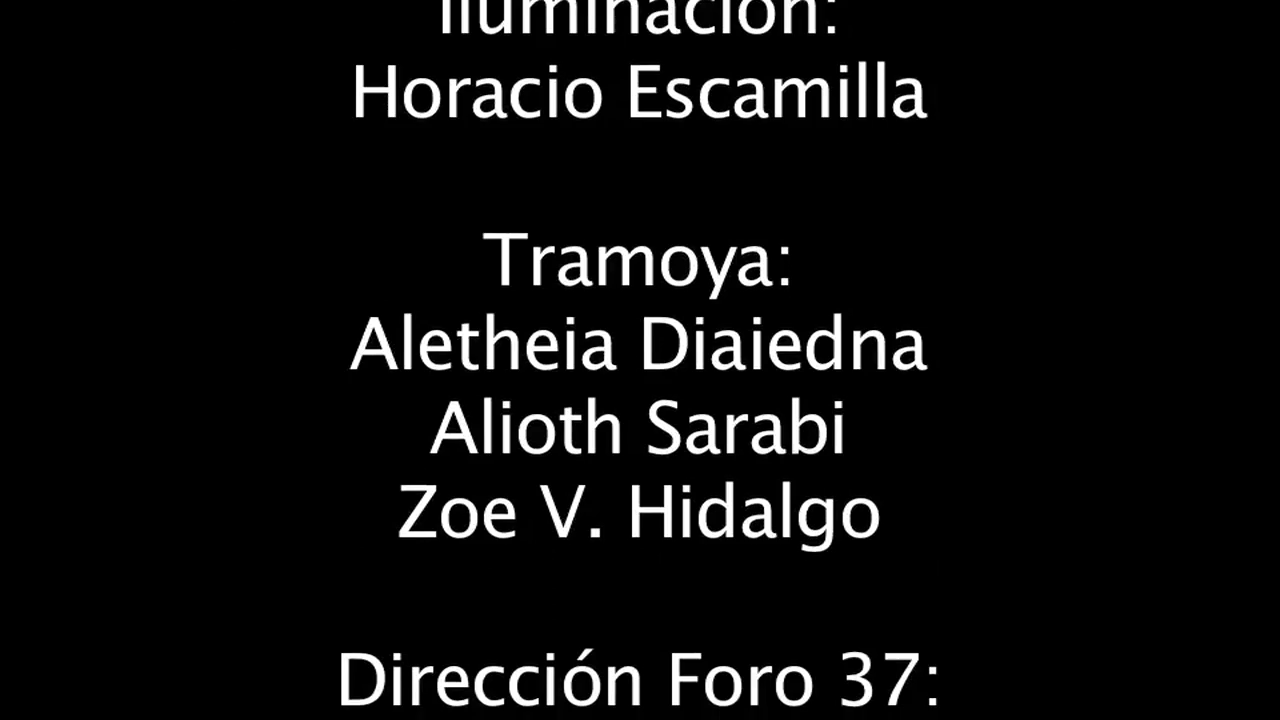 Iluminación:
Horacio Escamilla
Tramoya:
Aletheia Diaiedna
Alioth Sarabi
Zoe V. Hidalgo
Dirección Foro 37: